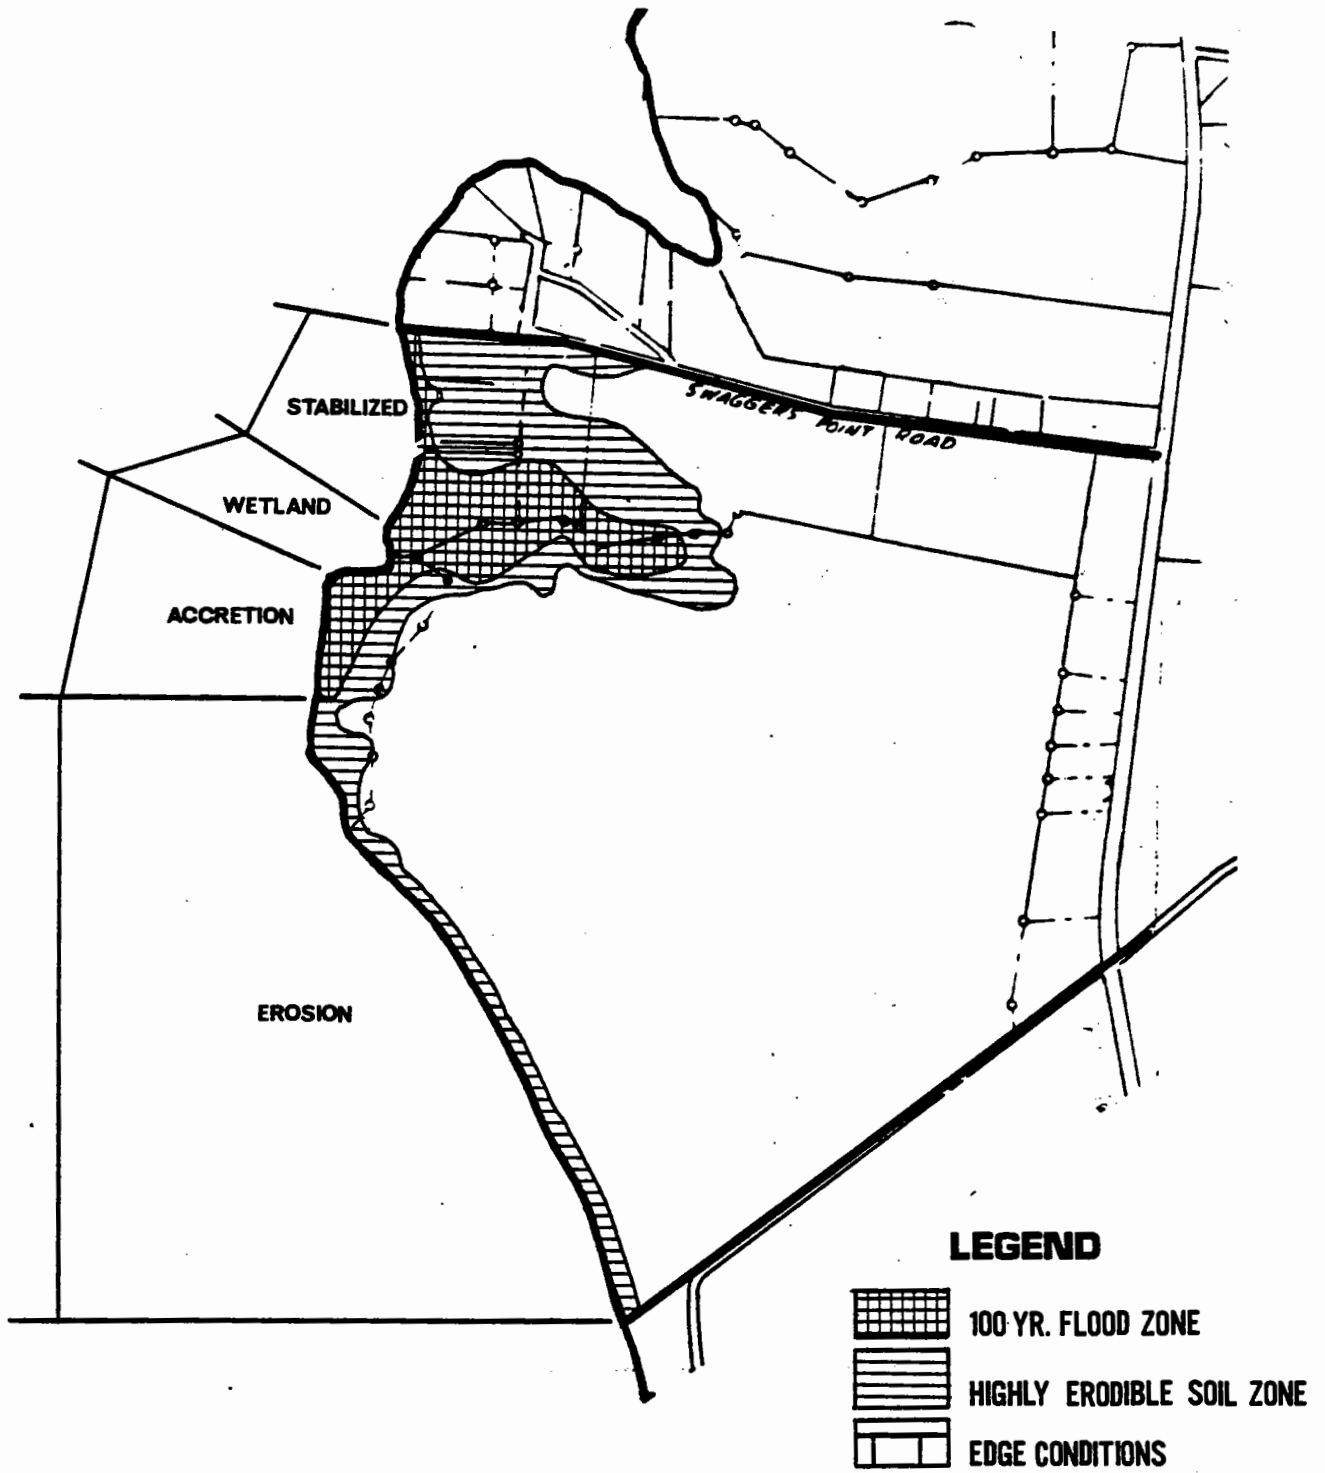 STABILIZED
SWAGGERS POINT ROAD
WETLAND
ACCRETION
EROSION
LEGEND
100 YR. FLOOD ZONE
HIGHLY ERODIBLE SOIL ZONE
EDGE CONDITIONS